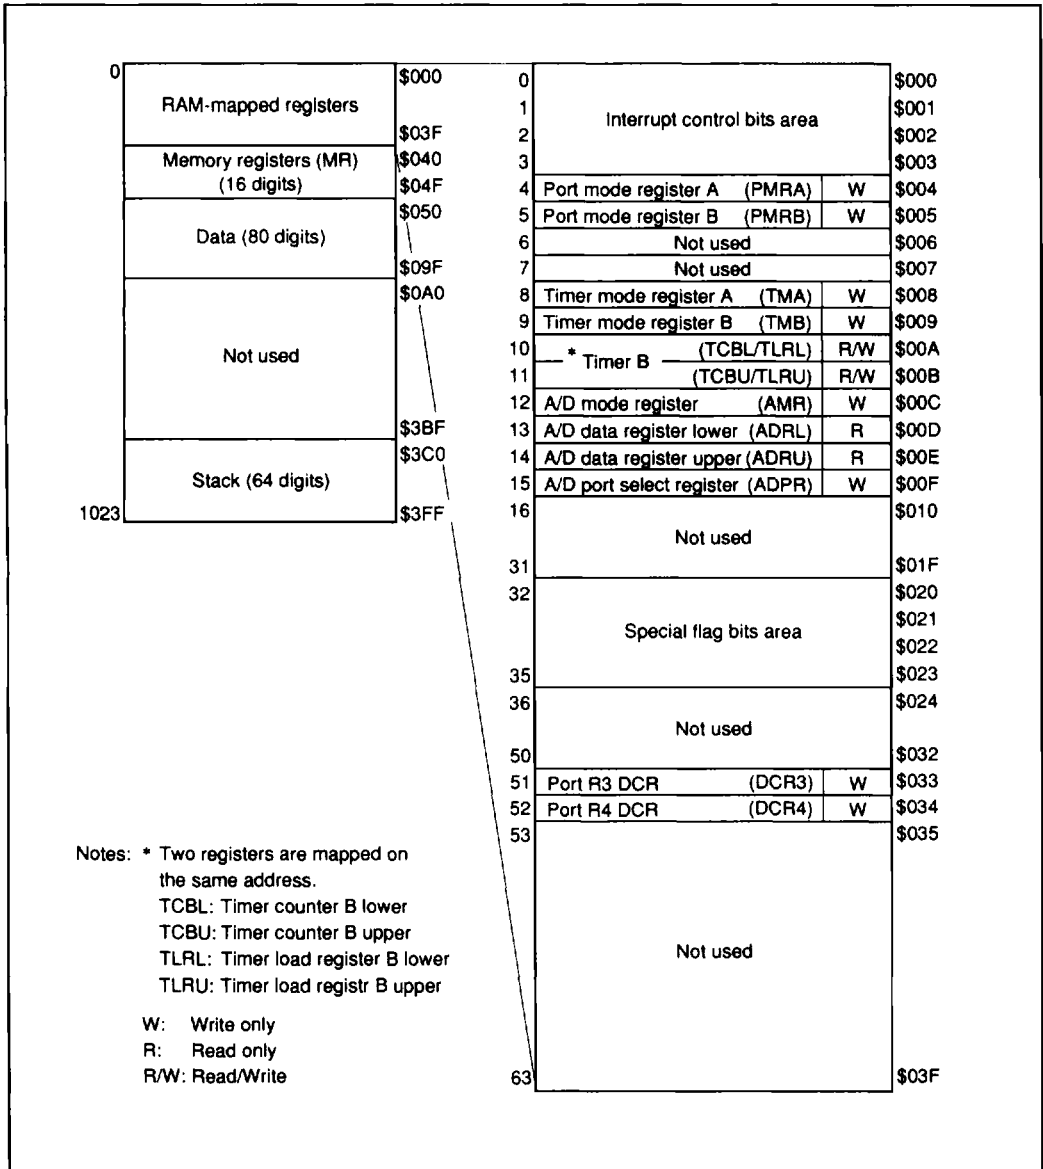 0 $000
RAM-mapped registers
$03F
Memory registers (MR) $040
(16 digits) $04F
$050
Data (80 digits)
$09F
$0A0
Not used
$3BF
$3C0
Stack (64 digits)
1023 $3FF
0 $000
1 $001
Interrupt control bits area
2 $002
3 $003
4 Port mode register A (PMRA) W $004
5 Port mode register B (PMRB) W $005
6 Not used $006
7 Not used $007
8 Timer mode register A (TMA) W $008
9 Timer mode register B (TMB) W $009
10 (TCBL/TLRL) R/W $00A
* Timer B
11 (TCBU/TLRU) R/W $00B
12 A/D mode register (AMR) W $00C
13 A/D data register lower (ADRL) R $00D
14 A/D data register upper (ADRU) R $00E
15 A/D port select register (ADPR) W $00F
16 $010
Not used
31 $01F
32 $020
$021
Special flag bits area
$022
35 $023
36 $024
Not used
50 $032
51 Port R3 DCR (DCR3) W $033
52 Port R4 DCR (DCR4) W $034
53 $035
Not used
63 $03F
Notes: * Two registers are mapped on
the same address.
TCBL: Timer counter B lower
TCBU: Timer counter B upper
TLRL: Timer load register B lower
TLRU: Timer load registr B upper
W: Write only
R: Read only
R/W: Read/Write